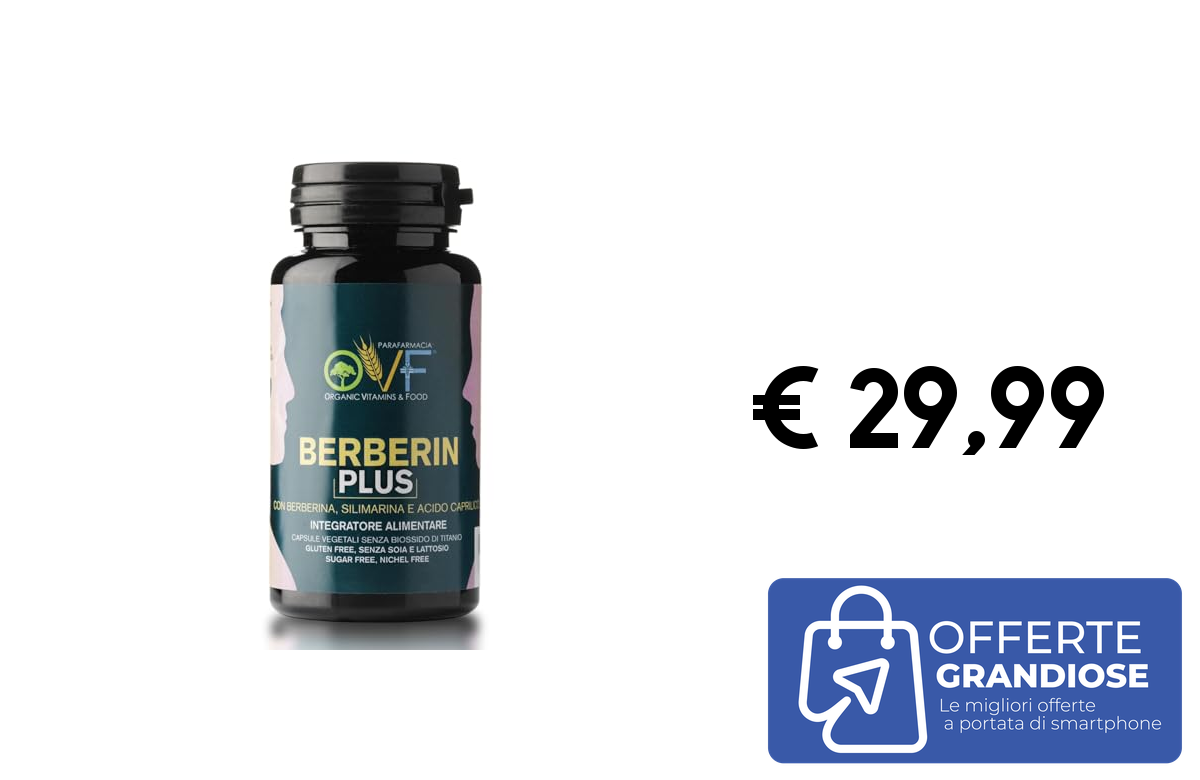 PARAFARMACIA
OVF
ORGANIC VITAMINS & FOOD
BERBERIN
PLUS
CON BERBERINA, SILIMARINA E ACIDO CAPRILICO
INTEGRATORE ALIMENTARE
CAPSULE VEGETALI SENZA BIOSSIDO DI TITANIO
GLUTEN FREE, SENZA SOIA E LATTOSIO
SUGAR FREE, NICHEL FREE
€ 29,99
OFFERTE
GRANDIOSE
Le migliori offerte
a portata di smartphone